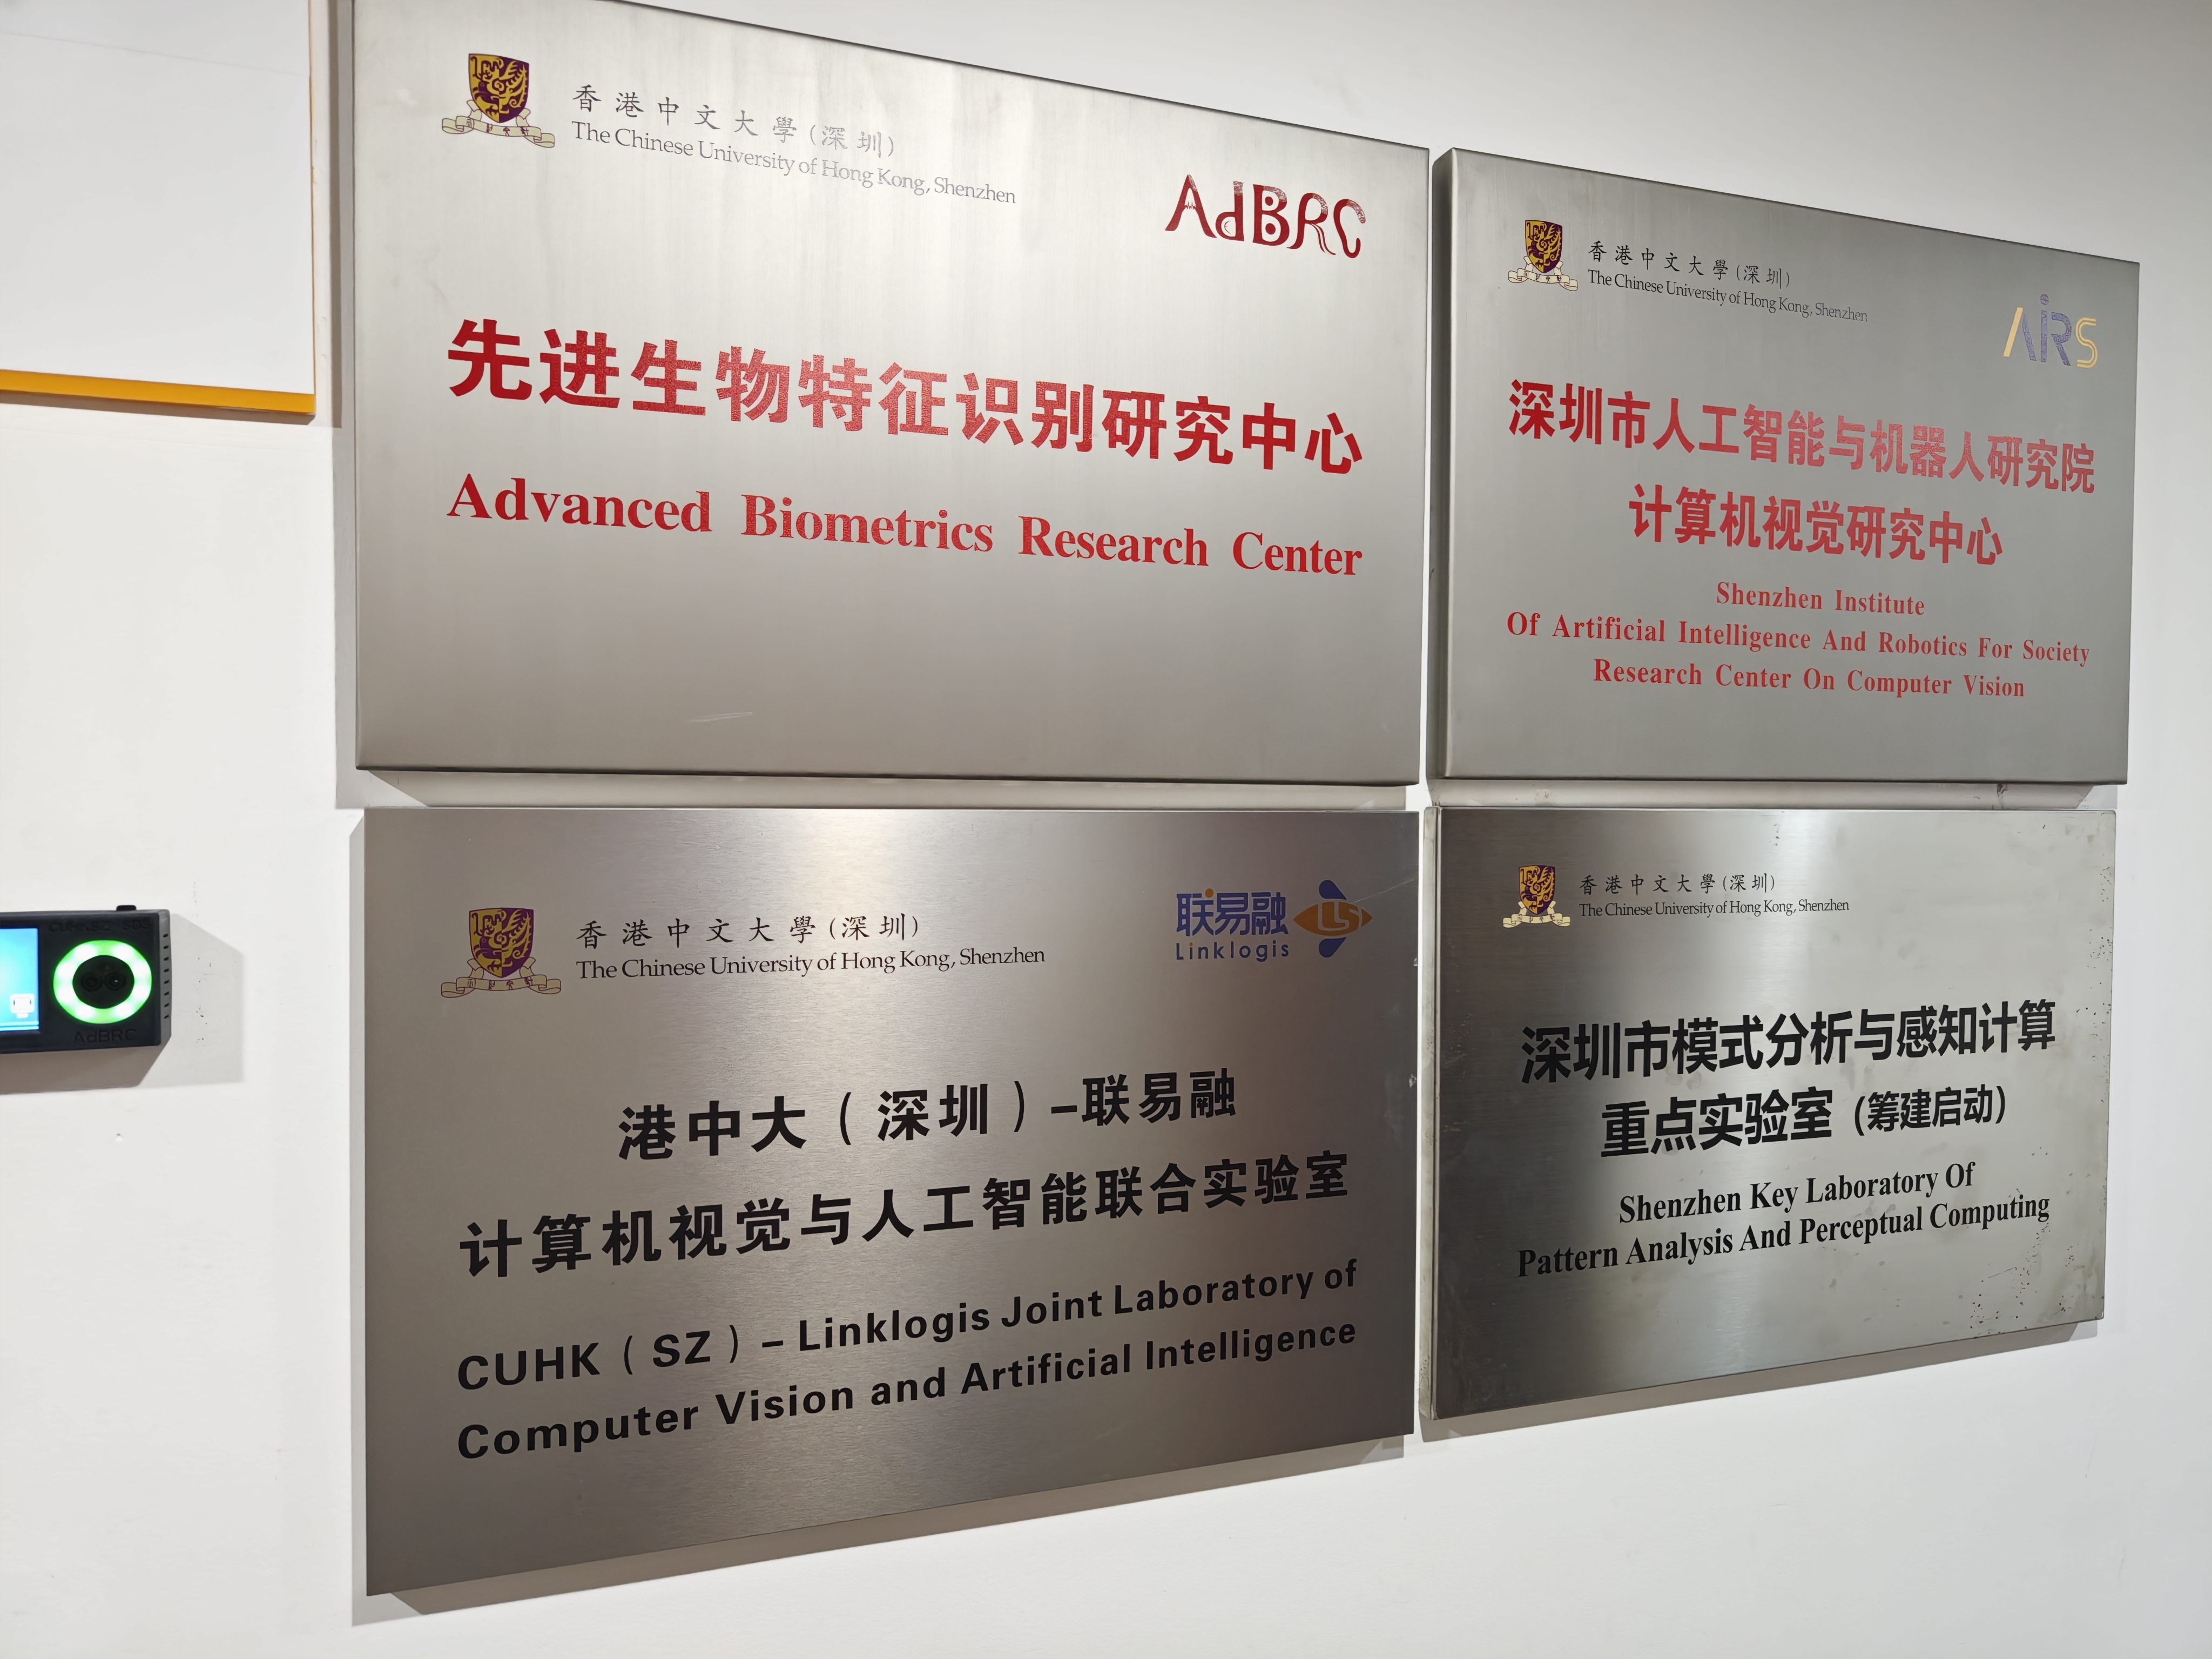 香港中文大學(深圳)
The Chinese University of Hong Kong, Shenzhen
AdBRC
先进生物特征识别研究中心
Advanced Biometrics Research Center
香港中文大學(深圳)
The Chinese University of Hong Kong, Shenzhen
AIRS
深圳市人工智能与机器人研究院
计算机视觉研究中心
Shenzhen Institute
Of Artificial Intelligence And Robotics For Society
Research Center On Computer Vision
香港中文大學(深圳)
The Chinese University of Hong Kong, Shenzhen
联易融
Linklogis
LS
港中大（深圳）–联易融
计算机视觉与人工智能联合实验室
CUHK（SZ）– Linklogis Joint Laboratory of
Computer Vision and Artificial Intelligence
香港中文大學(深圳)
The Chinese University of Hong Kong, Shenzhen
深圳市模式分析与感知计算
重点实验室 (筹建启动)
Shenzhen Key Laboratory Of
Pattern Analysis And Perceptual Computing
AdBRC